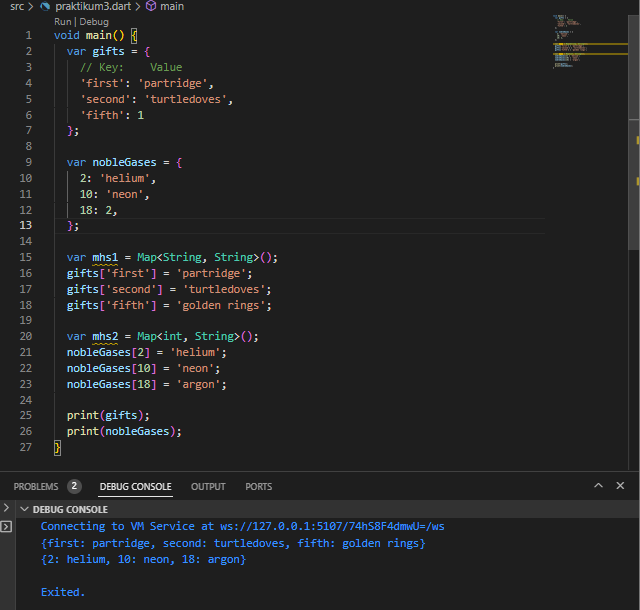 src > praktikum3.dart > main
Run | Debug
1 void main() {
2   var gifts = {
3     // Key:    Value
4     'first': 'partridge',
5     'second': 'turtledoves',
6     'fifth': 1
7   };
8
9   var nobleGases = {
10     2: 'helium',
11     10: 'neon',
12     18: 2,
13   };
14
15   var mhs1 = Map<String, String>();
16   gifts['first'] = 'partridge';
17   gifts['second'] = 'turtledoves';
18   gifts['fifth'] = 'golden rings';
19
20   var mhs2 = Map<int, String>();
21   nobleGases[2] = 'helium';
22   nobleGases[10] = 'neon';
23   nobleGases[18] = 'argon';
24
25   print(gifts);
26   print(nobleGases);
27 }
PROBLEMS 2 DEBUG CONSOLE OUTPUT PORTS
DEBUG CONSOLE
Connecting to VM Service at ws://127.0.0.1:5107/74hS8F4dmwU=/ws
{first: partridge, second: turtledoves, fifth: golden rings}
{2: helium, 10: neon, 18: argon}
Exited.